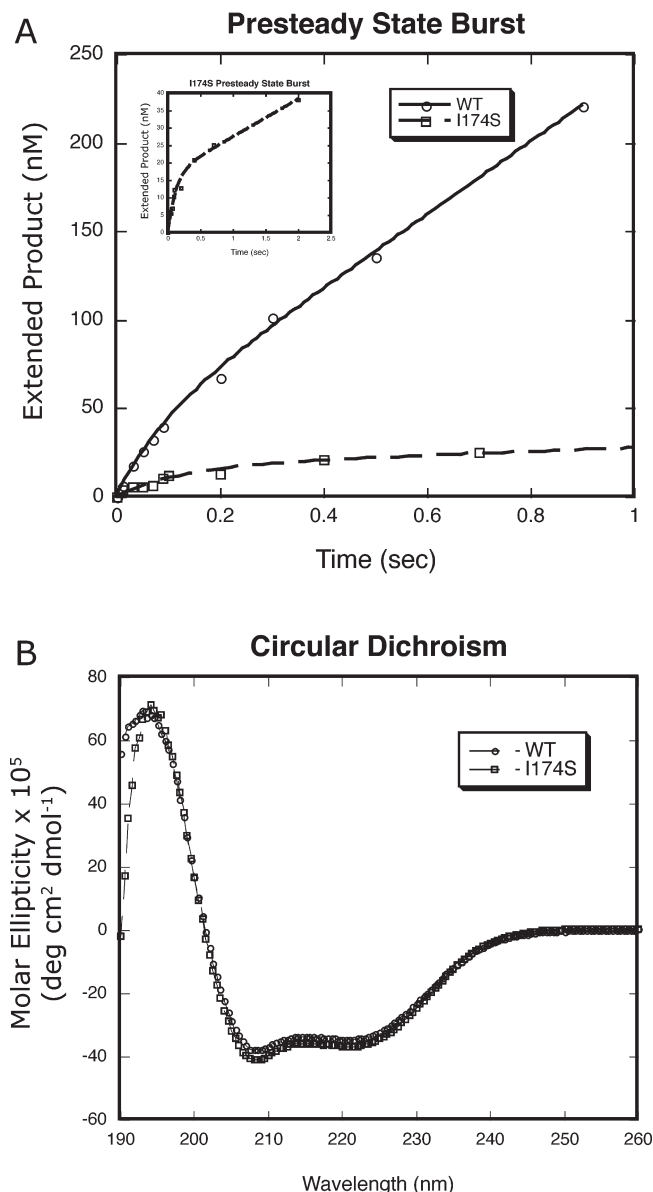 A
Presteady State Burst
Extended Product (nM)
250
200
150
100
50
0
0
0.2
0.4
0.6
0.8
1
Time (sec)
WT
- I174S
I174S Presteady State Burst
Extended Product (nM)
40
35
30
25
20
15
10
5
0
0
0.5
1
1.5
2
2.5
Time (sec)
B
Circular Dichroism
Molar Ellipticity x 10⁵
(deg cm² dmol⁻¹)
80
60
40
20
0
-20
-40
-60
190
200
210
220
230
240
250
260
Wavelength (nm)
- WT
- I174S